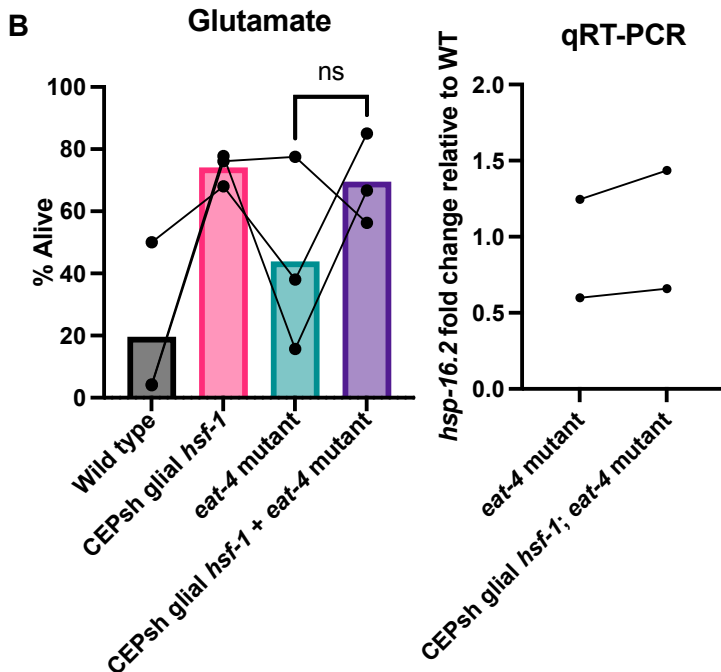 B
Glutamate
ns
100
80
60
40
20
0
% Alive
Wild type
CEPsh glial hsf-1
eat-4 mutant
CEPsh glial hsf-1 + eat-4 mutant
qRT-PCR
2.0
1.5
1.0
0.5
0.0
hsp-16.2 fold change relative to WT
eat-4 mutant
CEPsh glial hsf-1; eat-4 mutant